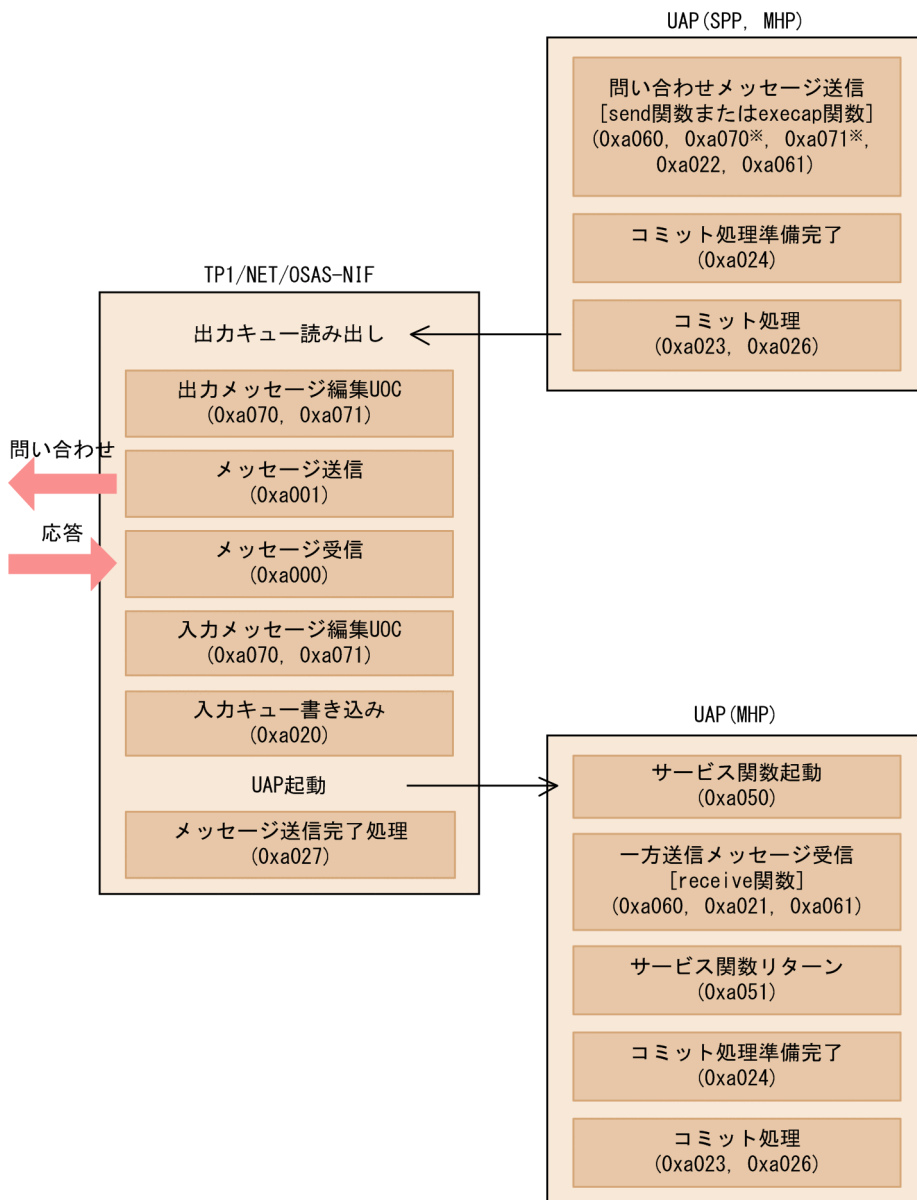 UAP(SPP, MHP)
問い合わせメッセージ送信
[send関数またはexecap関数]
(0xa060, 0xa070※, 0xa071※,
0xa022, 0xa061)
コミット処理準備完了
(0xa024)
コミット処理
(0xa023, 0xa026)
TP1/NET/OSAS-NIF
出力キュー読み出し
出力メッセージ編集UOC
(0xa070, 0xa071)
問い合わせ
メッセージ送信
(0xa001)
応答
メッセージ受信
(0xa000)
入力メッセージ編集UOC
(0xa070, 0xa071)
入力キュー書き込み
(0xa020)
UAP起動
メッセージ送信完了処理
(0xa027)
UAP(MHP)
サービス関数起動
(0xa050)
一方送信メッセージ受信
[receive関数]
(0xa060, 0xa021, 0xa061)
サービス関数リターン
(0xa051)
コミット処理準備完了
(0xa024)
コミット処理
(0xa023, 0xa026)